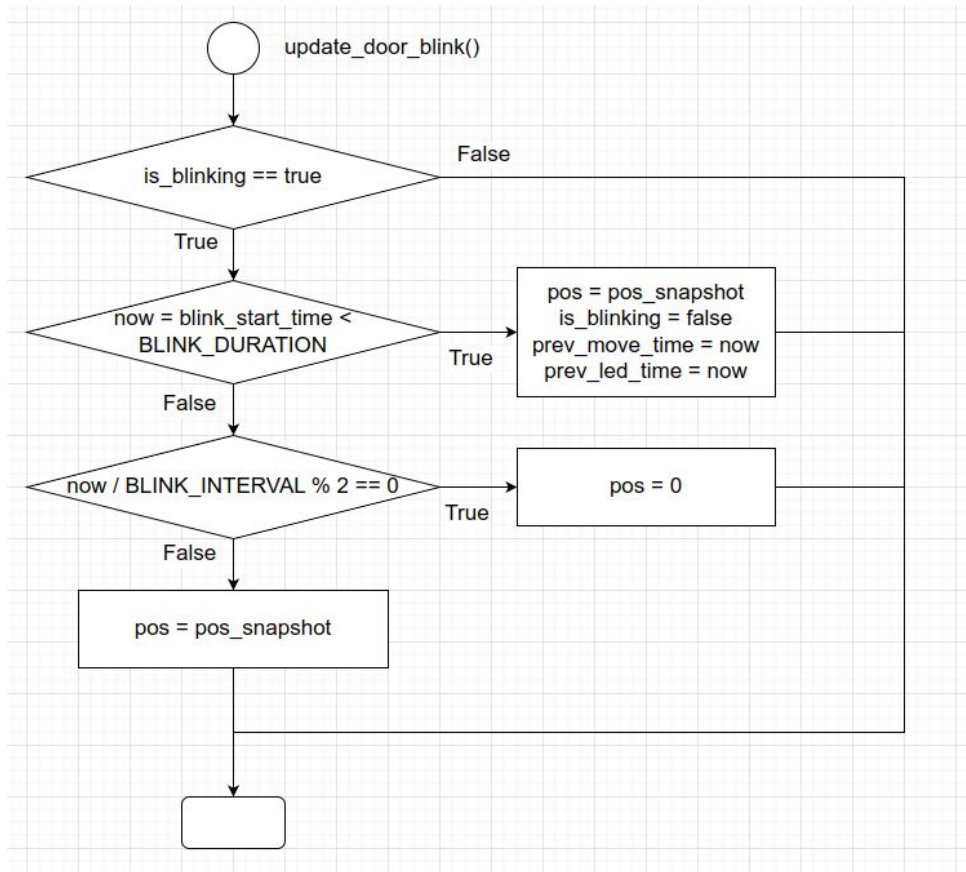 update_door_blink()
is_blinking == true
False
True
now = blink_start_time <
BLINK_DURATION
True
pos = pos_snapshot
is_blinking = false
prev_move_time = now
prev_led_time = now
False
now / BLINK_INTERVAL % 2 == 0
True
pos = 0
False
pos = pos_snapshot